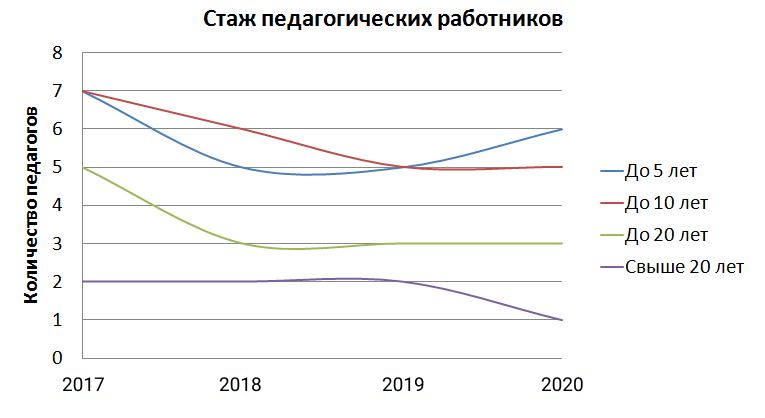 Стаж педагогических работников
Количество педагогов
8
7
6
5
4
3
2
1
0
2017 2018 2019 2020
До 5 лет
До 10 лет
До 20 лет
Свыше 20 лет